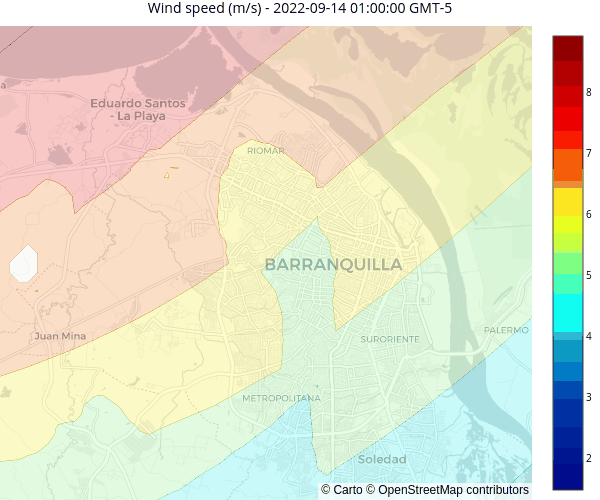 Wind speed (m/s) - 2022-09-14 01:00:00 GMT-5
a
Eduardo Santos
- La Playa
RIOMAR
BARRANQUILLA
Juan Mina
SURORIENTE
PALERMO
METROPOLITANA
Soledad
© Carto © OpenStreetMap contributors
8
7
6
5
4
3
2